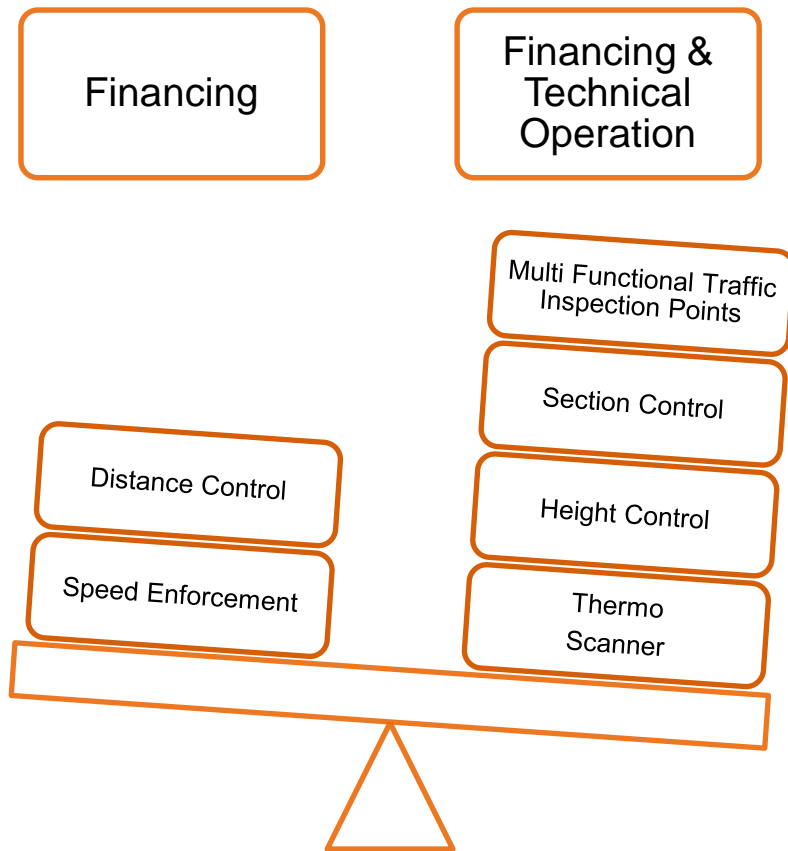 Financing
Financing &
Technical
Operation
Multi Functional Traffic
Inspection Points
Section Control
Height Control
Thermo
Scanner
Distance Control
Speed Enforcement